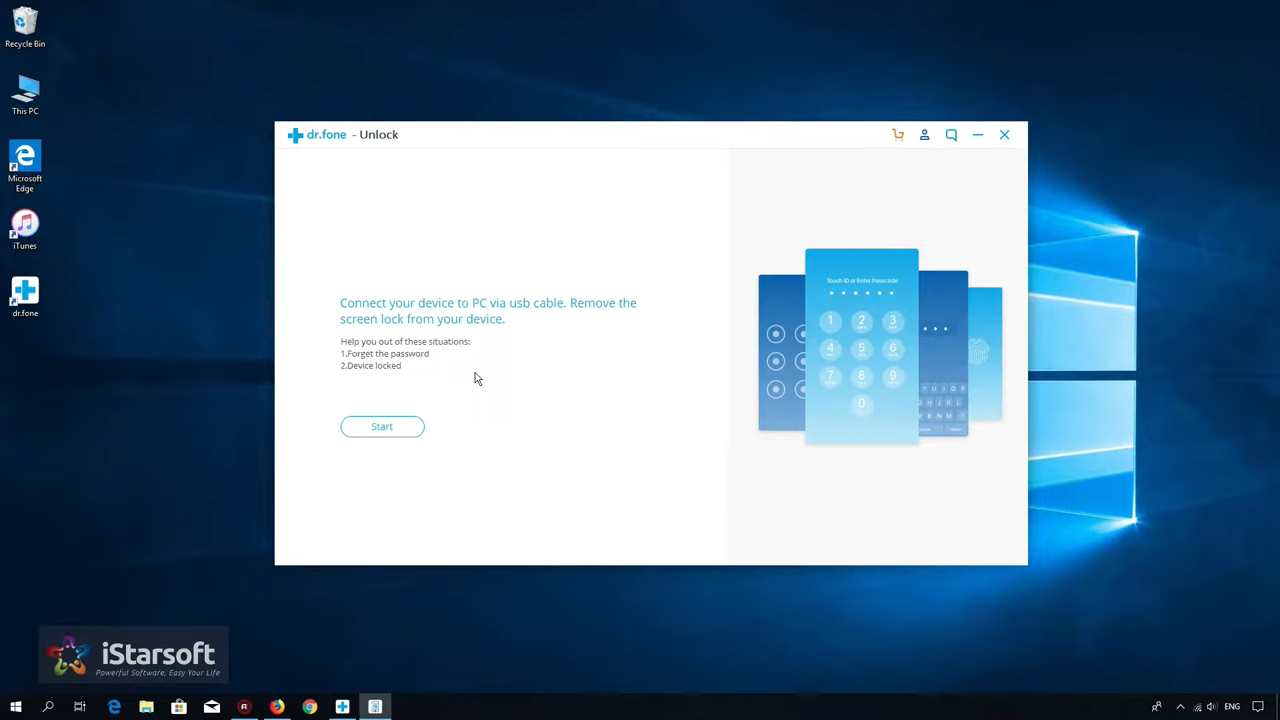 Recycle Bin
This PC
Microsoft
Edge
iTunes
dr.fone
dr.fone - Unlock
Connect your device to PC via usb cable. Remove the
screen lock from your device.
Help you out of these situations:
1.Forget the password
2.Device locked
Start
Touch ID or Enter Passcode
1 2 3
4 5 6
7 8 9
0
iStarsoft
Powerful Software, Easy Your Life
ENG